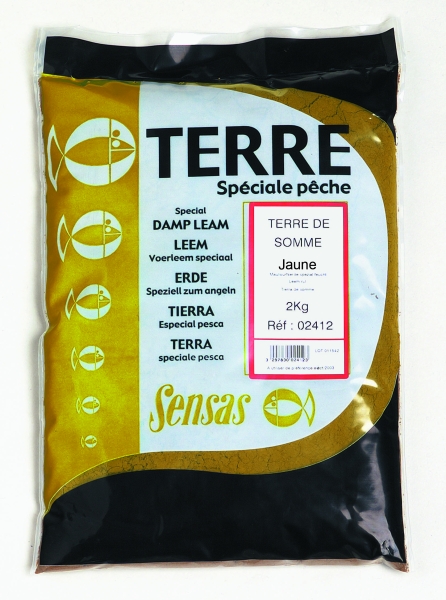 TERRE
Spéciale pêche
Special
DAMP LEAM
LEEM
Voerleem speciaal
ERDE
Speziell zum angeln
TIERRA
Especial pesca
TERRA
speciale pesca
Sensas
TERRE DE
SOMME
Jaune
2Kg
Réf : 02412